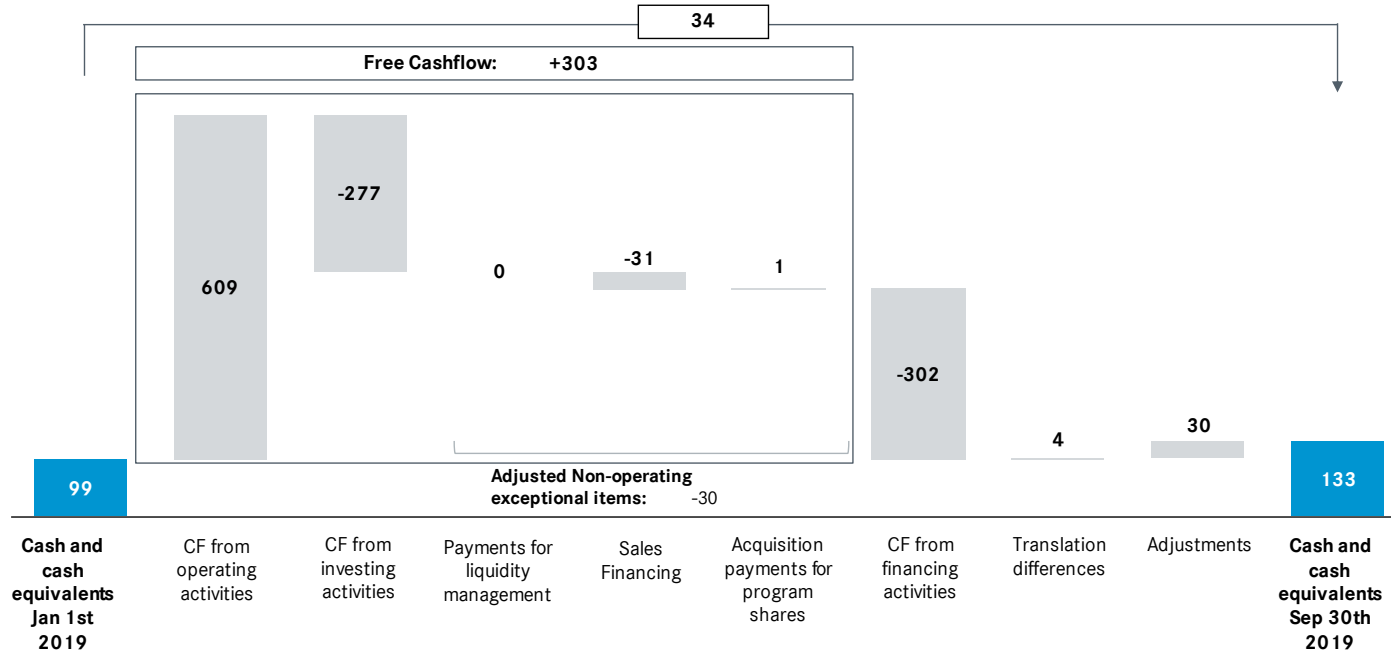 34
Free Cashflow: +303
-277
609
0
-31
1
-302
4
30
99
133
Adjusted Non-operating
exceptional items: -30
Cash and
cash
equivalents
Jan 1st
2019
CF from
operating
activities
CF from
investing
activities
Payments for
liquidity
management
Sales
Financing
Acquisition
payments for
program
shares
CF from
financing
activities
Translation
differences
Adjustments
Cash and
cash
equivalents
Sep 30th
2019